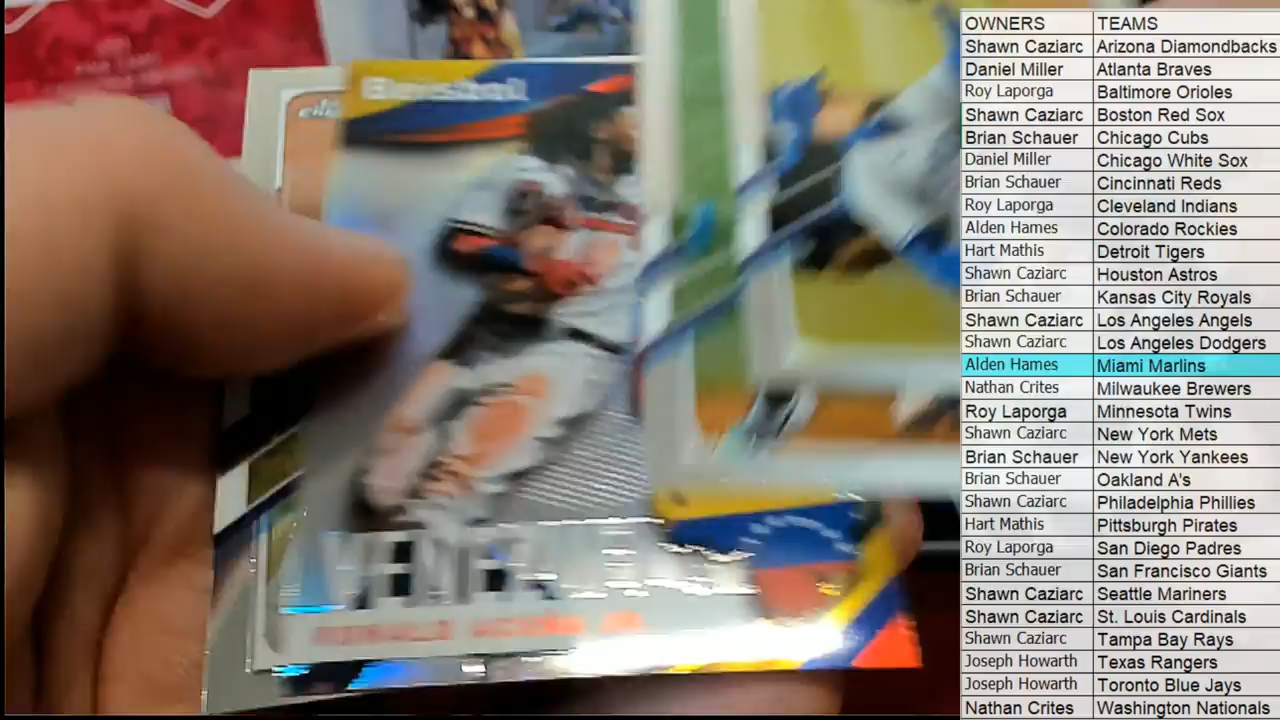 OWNERS TEAMS
Shawn Caziarc Arizona Diamondbacks
Daniel Miller Atlanta Braves
Roy Laporga Baltimore Orioles
Shawn Caziarc Boston Red Sox
Brian Schauer Chicago Cubs
Daniel Miller Chicago White Sox
Brian Schauer Cincinnati Reds
Roy Laporga Cleveland Indians
Alden Hames Colorado Rockies
Hart Mathis Detroit Tigers
Shawn Caziarc Houston Astros
Brian Schauer Kansas City Royals
Shawn Caziarc Los Angeles Angels
Shawn Caziarc Los Angeles Dodgers
Alden Hames Miami Marlins
Nathan Crites Milwaukee Brewers
Roy Laporga Minnesota Twins
Shawn Caziarc New York Mets
Brian Schauer New York Yankees
Brian Schauer Oakland A's
Shawn Caziarc Philadelphia Phillies
Hart Mathis Pittsburgh Pirates
Roy Laporga San Diego Padres
Brian Schauer San Francisco Giants
Shawn Caziarc Seattle Mariners
Shawn Caziarc St. Louis Cardinals
Shawn Caziarc Tampa Bay Rays
Joseph Howarth Texas Rangers
Joseph Howarth Toronto Blue Jays
Nathan Crites Washington Nationals